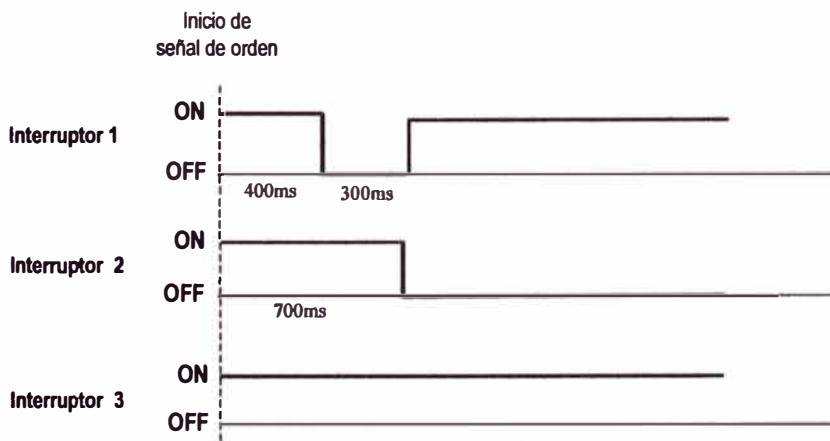 Inicio de
señal de orden
ON
Interruptor 1
OFF
400ms 300ms
ON
Interruptor 2
OFF
700ms
ON
Interruptor 3
OFF